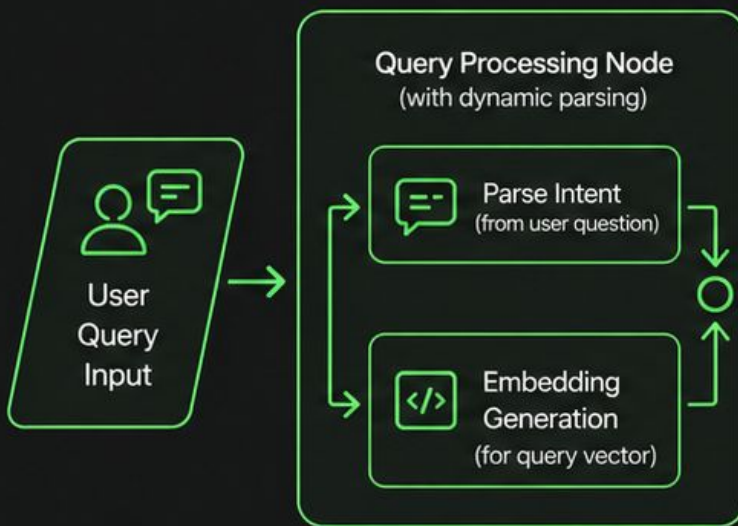 Query Processing Node
(with dynamic parsing)
User
Query
Input
Parse Intent
(from user question)
</>
Embedding
Generation
(for query vector)